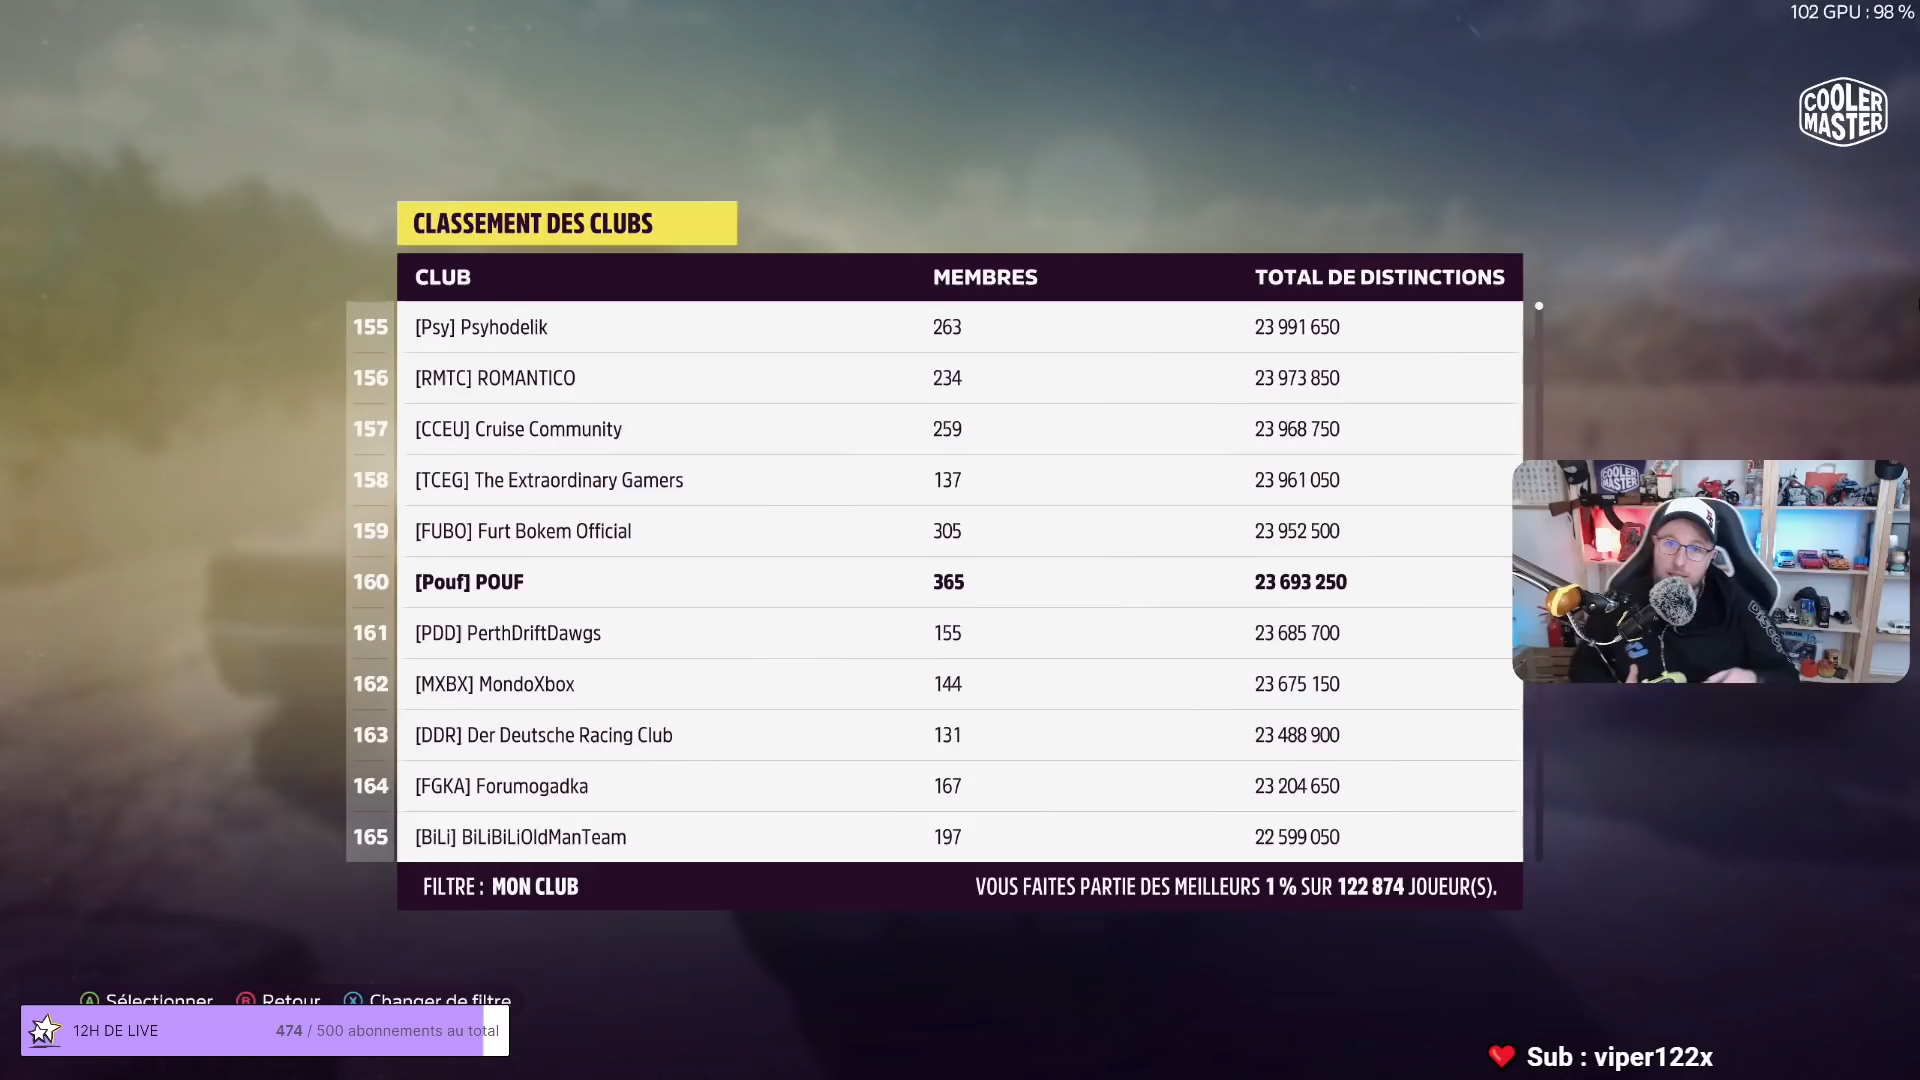 102 GPU : 98 %
COOLER
MASTER
CLASSEMENT DES CLUBS
CLUB MEMBRES TOTAL DE DISTINCTIONS
155 [Psy] Psyhodelik 263 23 991 650
156 [RMTC] ROMANTICO 234 23 973 850
157 [CCEU] Cruise Community 259 23 968 750
158 [TCEG] The Extraordinary Gamers 137 23 961 050
159 [FUBO] Furt Bokem Official 305 23 952 500
160 [Pouf] POUF 365 23 693 250
161 [PDD] PerthDriftDawgs 155 23 685 700
162 [MXBX] MondoXbox 144 23 675 150
163 [DDR] Der Deutsche Racing Club 131 23 488 900
164 [FGKA] Forumogadka 167 23 204 650
165 [BiLi] BiLiBiLiOldManTeam 197 22 599 050
FILTRE : MON CLUB VOUS FAITES PARTIE DES MEILLEURS 1 % SUR 122 874 JOUEUR(S).
COOLER
MASTER
A Sélectionner B Retour X Changer de filtre
12H DE LIVE 474 / 500 abonnements au total
Sub : viper122x